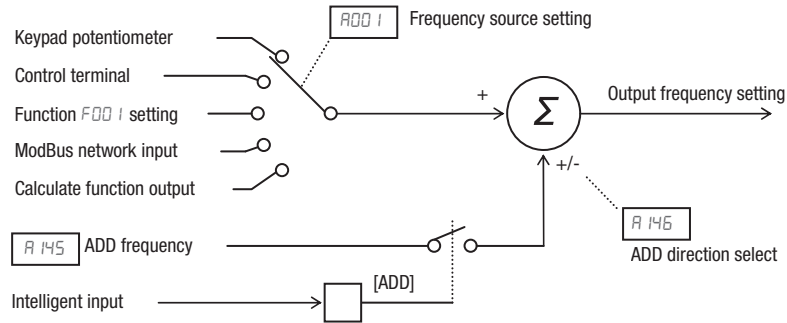 A001 Frequency source setting
Keypad potentiometer
Control terminal
Function F001 setting
ModBus network input
Calculate function output
+
Σ
Output frequency setting
+/-
A145 ADD frequency
A146
ADD direction select
[ADD]
Intelligent input